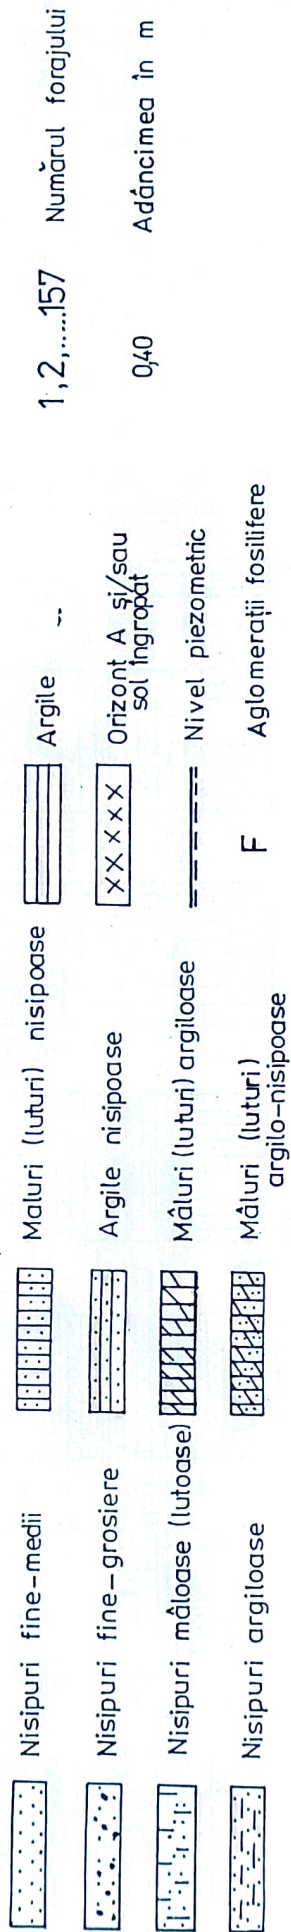 Nisipuri fine-medii
Nisipuri fine-grosiere
Nisipuri mâloase (lutoase)
Nisipuri argiloase
Maluri (luturi) nisipoase
Argile nisipoase
Mâluri (luturi) argiloase
Mâluri (luturi)
argilo-nisipoase
Argile
Orizont A și/sau
sol îngropat
Nivel piezometric
F Aglomerații fosilifere
1,2,.....157 Numărul forajului
0,40 Adâncimea în m